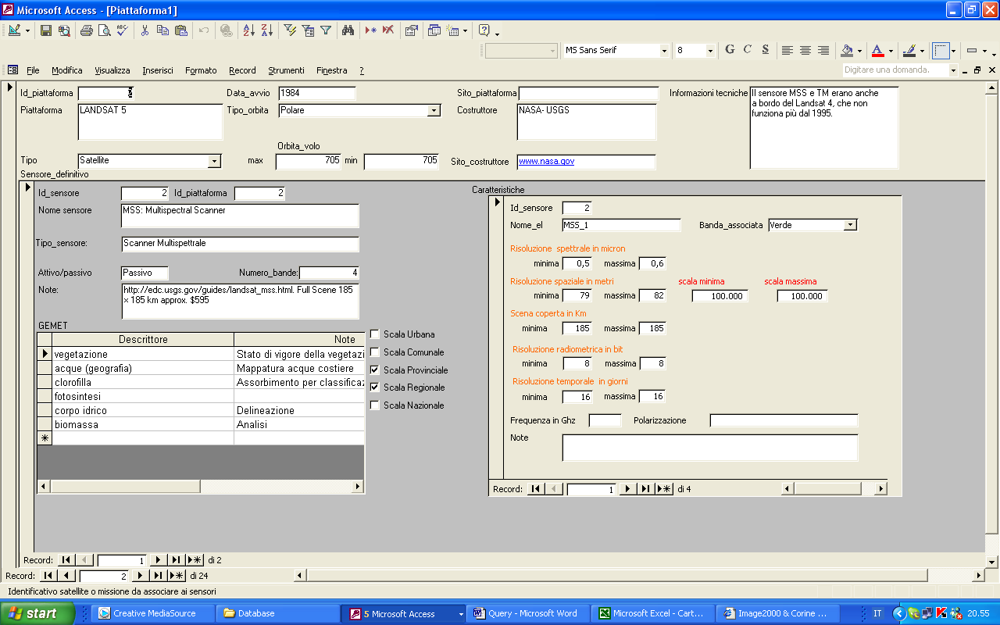 Microsoft Access - [Piattaforma1]
MS Sans Serif 8 G C S
File Modifica Visualizza Inserisci Formato Record Strumenti Finestra ? Digitare una domanda.
Id_piattaforma Data_avvio 1984 Sito_piattaforma Informazioni tecniche Il sensore MSS e TM erano anche
a bordo del Landsat 4, che non
funziona più dal 1995.
Piattaforma LANDSAT 5 Tipo_orbita Polare Costruttore NASA- USGS
Orbita_volo
Tipo Satellite max 705 min 705 Sito_costruttore www.nasa.gov
Sensore_definitivo
Id_sensore 2 Id_piattaforma 2
Nome sensore MSS: Multispectral Scanner
Tipo_sensore: Scanner Multispettrale
Attivo/passivo Passivo Numero_bande: 4
Note: http://edc.usgs.gov/guides/landsat_mss.html. Full Scene 185
× 185 km approx. $595
GEMET
Descrittore Note
vegetazione Stato di vigore della vegetazi
acque (geografia) Mappatura acque costiere
clorofilla Assorbimento per classificaz
fotosintesi
corpo idrico Delineazione
biomassa Analisi
Scala Urbana
Scala Comunale
Scala Provinciale
Scala Regionale
Scala Nazionale
Caratteristiche
Id_sensore 2
Nome_el MSS_1 Banda_associata Verde
Risoluzione spettrale in micron
minima 0,5 massima 0,6
Risoluzione spaziale in metri scala minima scala massima
minima 79 massima 82 100.000 100.000
Scena coperta in Km
minima 185 massima 185
Risoluzione radiometrica in bit
minima 8 massima 8
Risoluzione temporale in giorni
minima 16 massima 16
Frequenza in Ghz Polarizzazione
Note
Record: 1 di 4
Record: 1 di 2
Record: 2 di 24
Identificativo satellite o missione da associare ai sensori
start Creative MediaSource Database 5 Microsoft Access Query - Microsoft Word Microsoft Excel - Cart... Image2000 & Corine ... IT 20.55